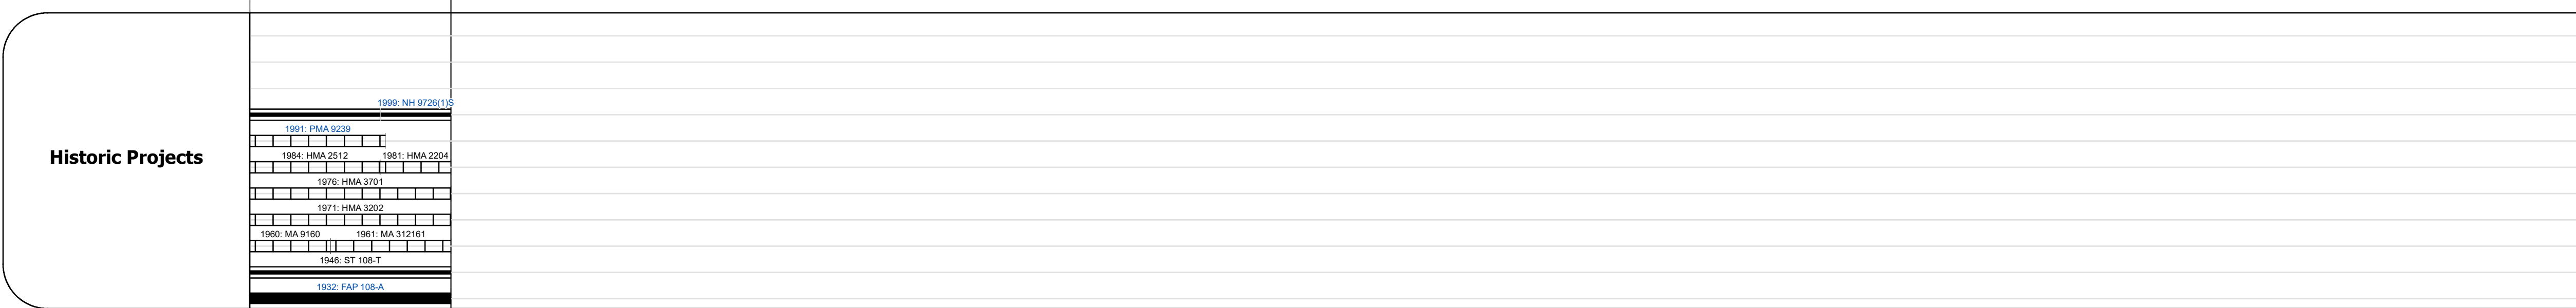 Historic Projects
1999: NH 9726(1)S
1991: PMA 9239
1984: HMA 2512 1981: HMA 2204
1976: HMA 3701
1971: HMA 3202
1960: MA 9160 1961: MA 312161
1946: ST 108-T
1932: FAP 108-A